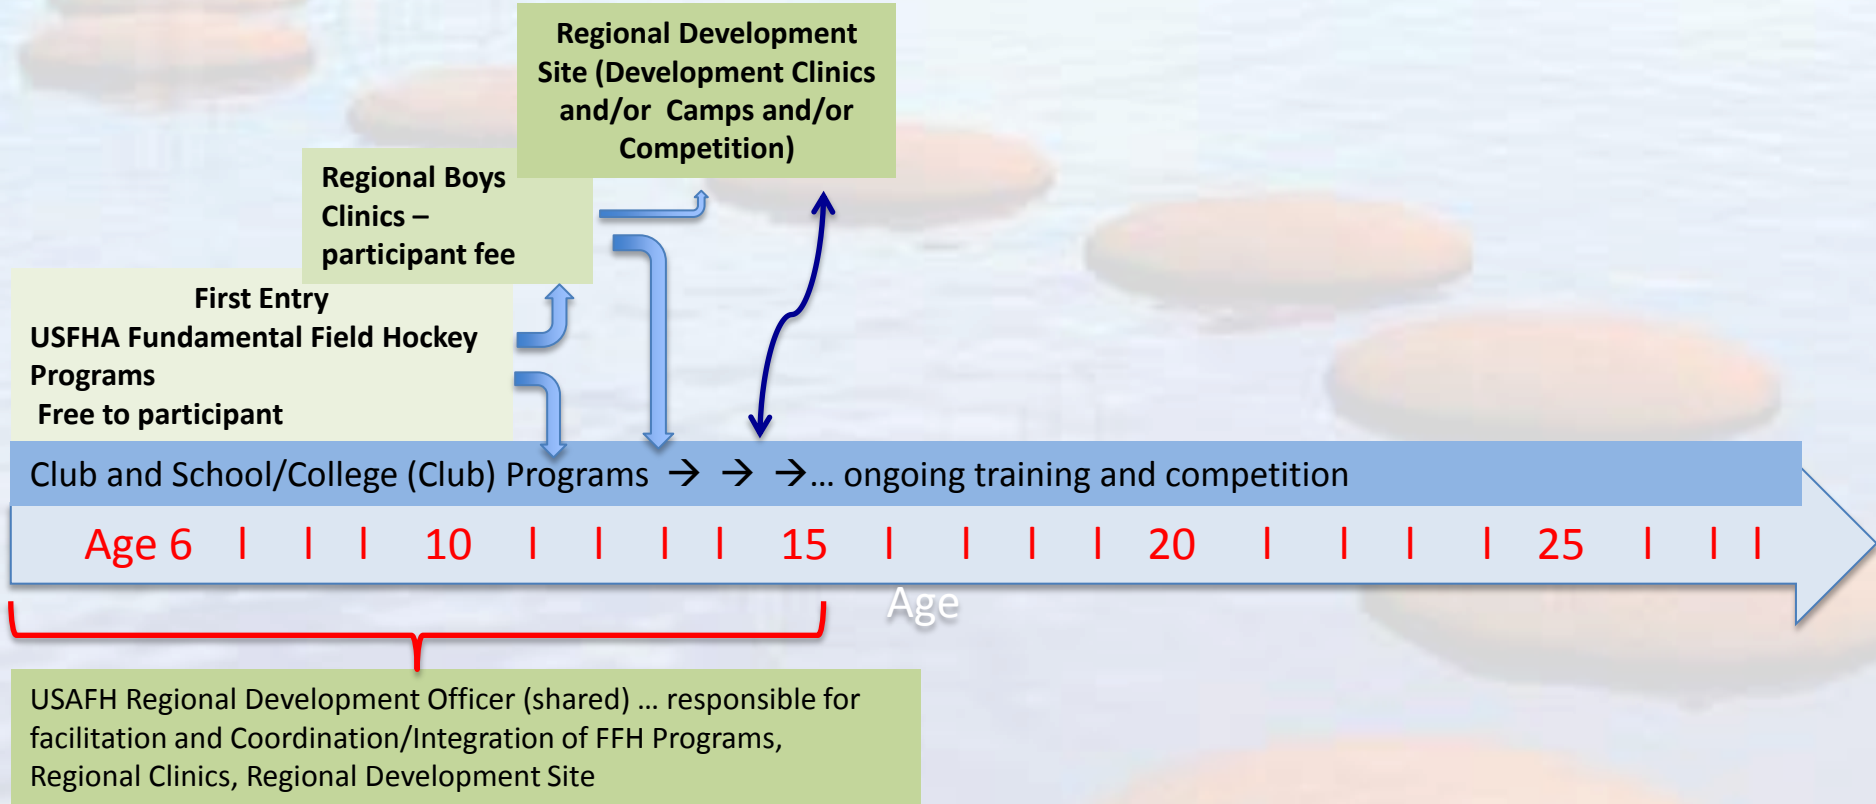 Regional Development
Site (Development Clinics
and/or Camps and/or
Competition)
Regional Boys
Clinics –
participant fee
First Entry
USFHA Fundamental Field Hockey
Programs
Free to participant
Club and School/College (Club) Programs → → →… ongoing training and competition
Age 6 | | | 10 | | | | 15 | | | | 20 | | | | 25 | | |
Age
USAFH Regional Development Officer (shared) … responsible for
facilitation and Coordination/Integration of FFH Programs,
Regional Clinics, Regional Development Site